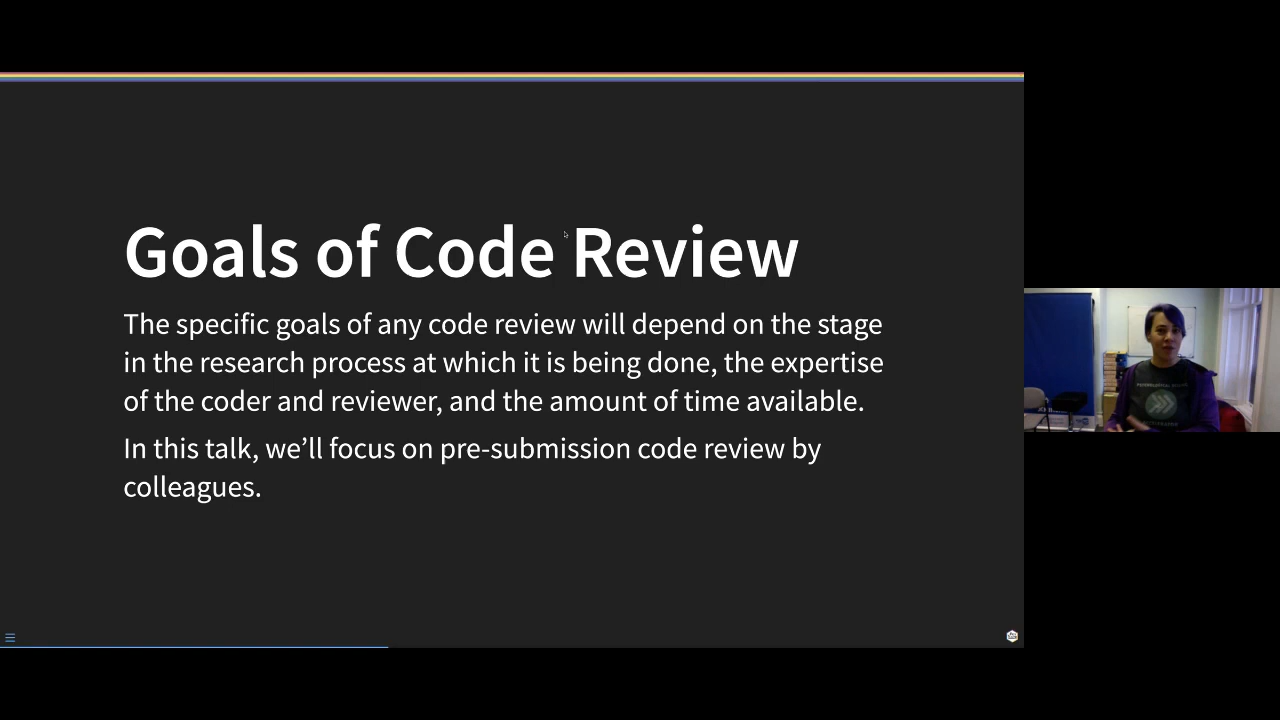 Goals of Code Review
The specific goals of any code review will depend on the stage
in the research process at which it is being done, the expertise
of the coder and reviewer, and the amount of time available.
In this talk, we’ll focus on pre-submission code review by
colleagues.